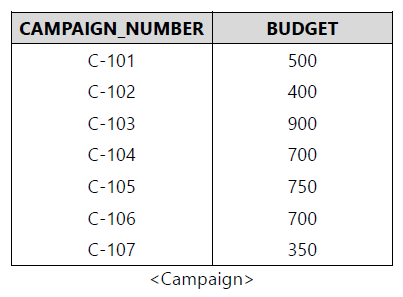 CAMPAIGN_NUMBER BUDGET
C-101 500
C-102 400
C-103 900
C-104 700
C-105 750
C-106 700
C-107 350
<Campaign>